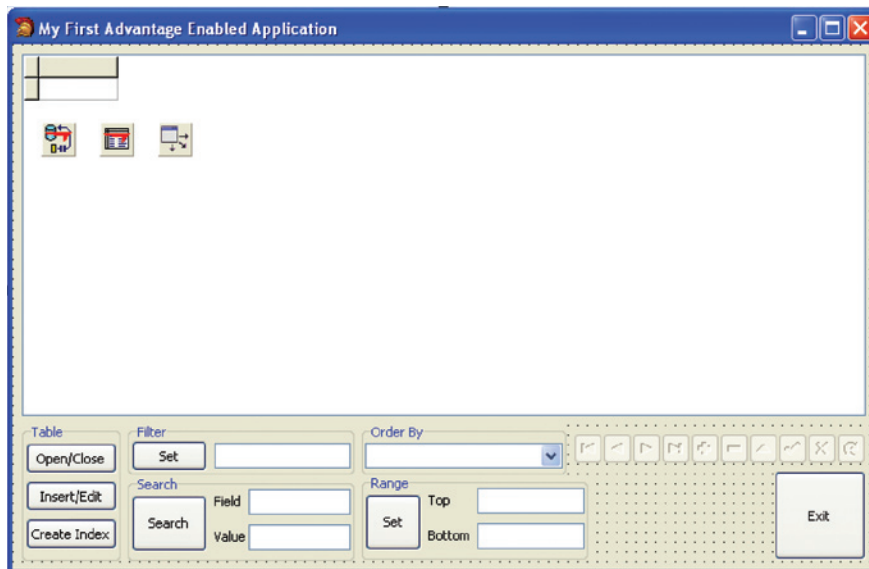 My First Advantage Enabled Application
Table
Filter
Order By
Open/Close
Set
Insert/Edit
Search
Range
Search
Field
Set
Top
Create Index
Value
Bottom
Exit